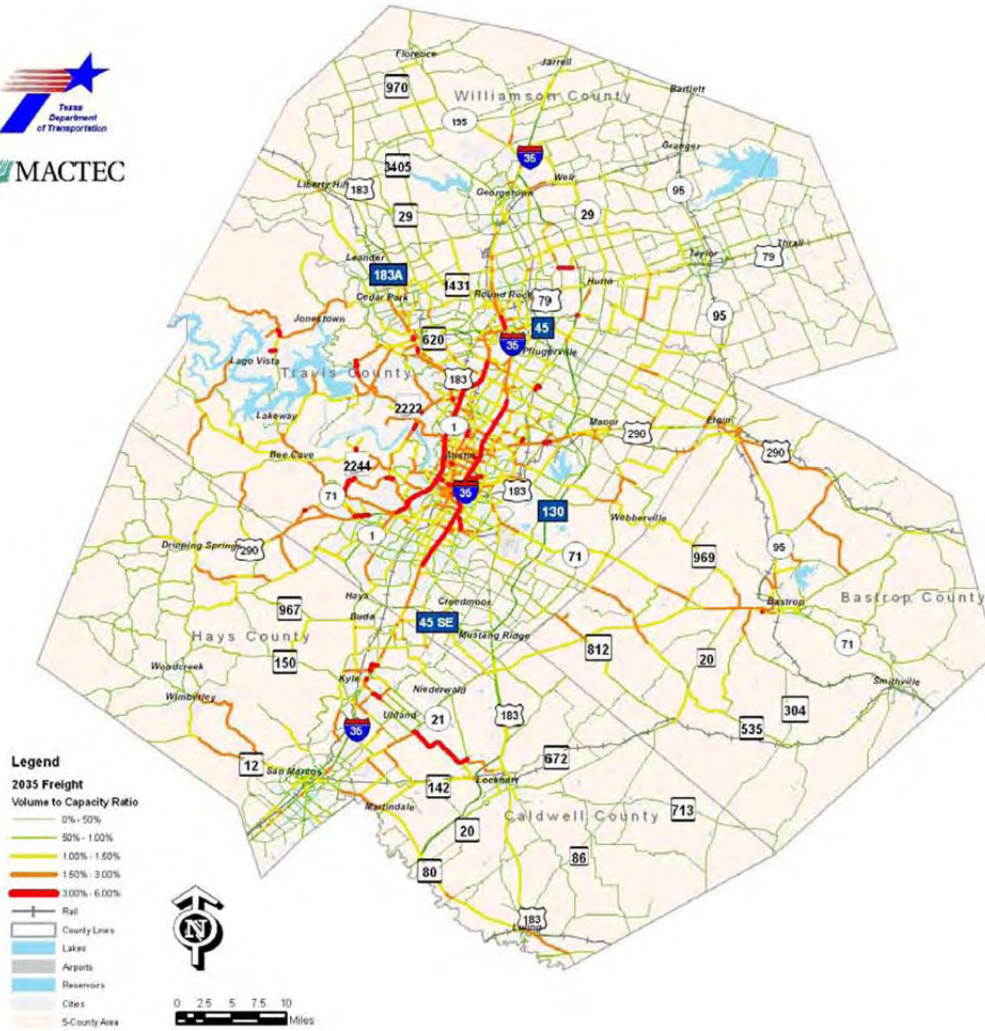 Texas
Department
of Transportation
MACTEC
Florence
Jarrell
970
Williamson County
Bartlett
195
Granger
35
3405
Weir
Liberty Hill
183
Georgetown
95
29
29
Thrall
Taylor
79
Leander
183A
1431
Hutto
Cedar Park
Round Rock
79
95
Jonestown
45
620
35
Pflugerville
Lago Vista
Travis County
183
2222
Lakeway
1
Manor
290
Elgin
Bee Cave
Austin
290
2244
71
35
183
130
Webberville
1
Dripping Springs
290
71
969
95
Hays
Creedmoor
Bastrop
Bastrop County
967
Buda
45 SE
Mustang Ridge
Hays County
812
71
150
20
Woodcreek
Kyle
Niederwald
Smithville
Wimberley
Uhland
21
183
304
35
535
12
San Marcos
672
142
Lockhart
Martindale
713
Caldwell County
20
86
80
183
Luling
Legend
2035 Freight
Volume to Capacity Ratio
0% - 50%
50% - 1.00%
1.00% - 1.50%
1.50% - 3.00%
3.00% - 6.00%
Rail
County Lines
Lakes
Airports
Reservoirs
Cities
5-County Area
N
0 2.5 5 7.5 10
Miles